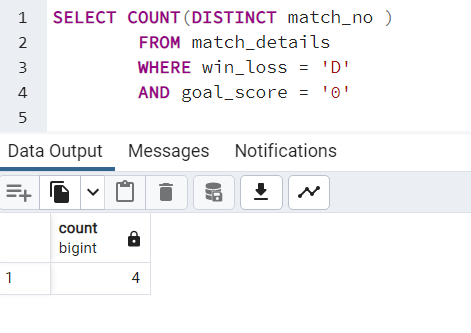 1 SELECT COUNT(DISTINCT match_no )
2 FROM match_details
3 WHERE win_loss = 'D'
4 AND goal_score = '0'
5
Data Output Messages Notifications
count
bigint
1 4